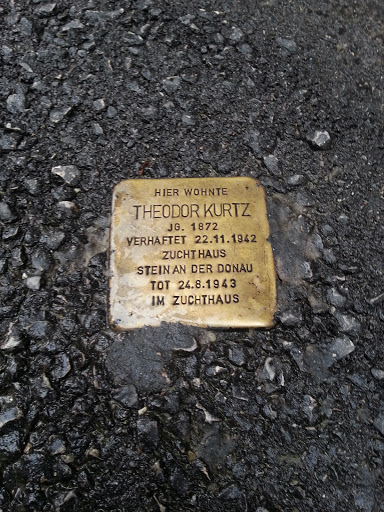 HIER WOHNTE
THEODOR KURTZ
JG. 1872
VERHAFTET 22.11.1942
ZUCHTHAUS
STEIN AN DER DONAU
TOT 24.8.1943
IM ZUCHTHAUS